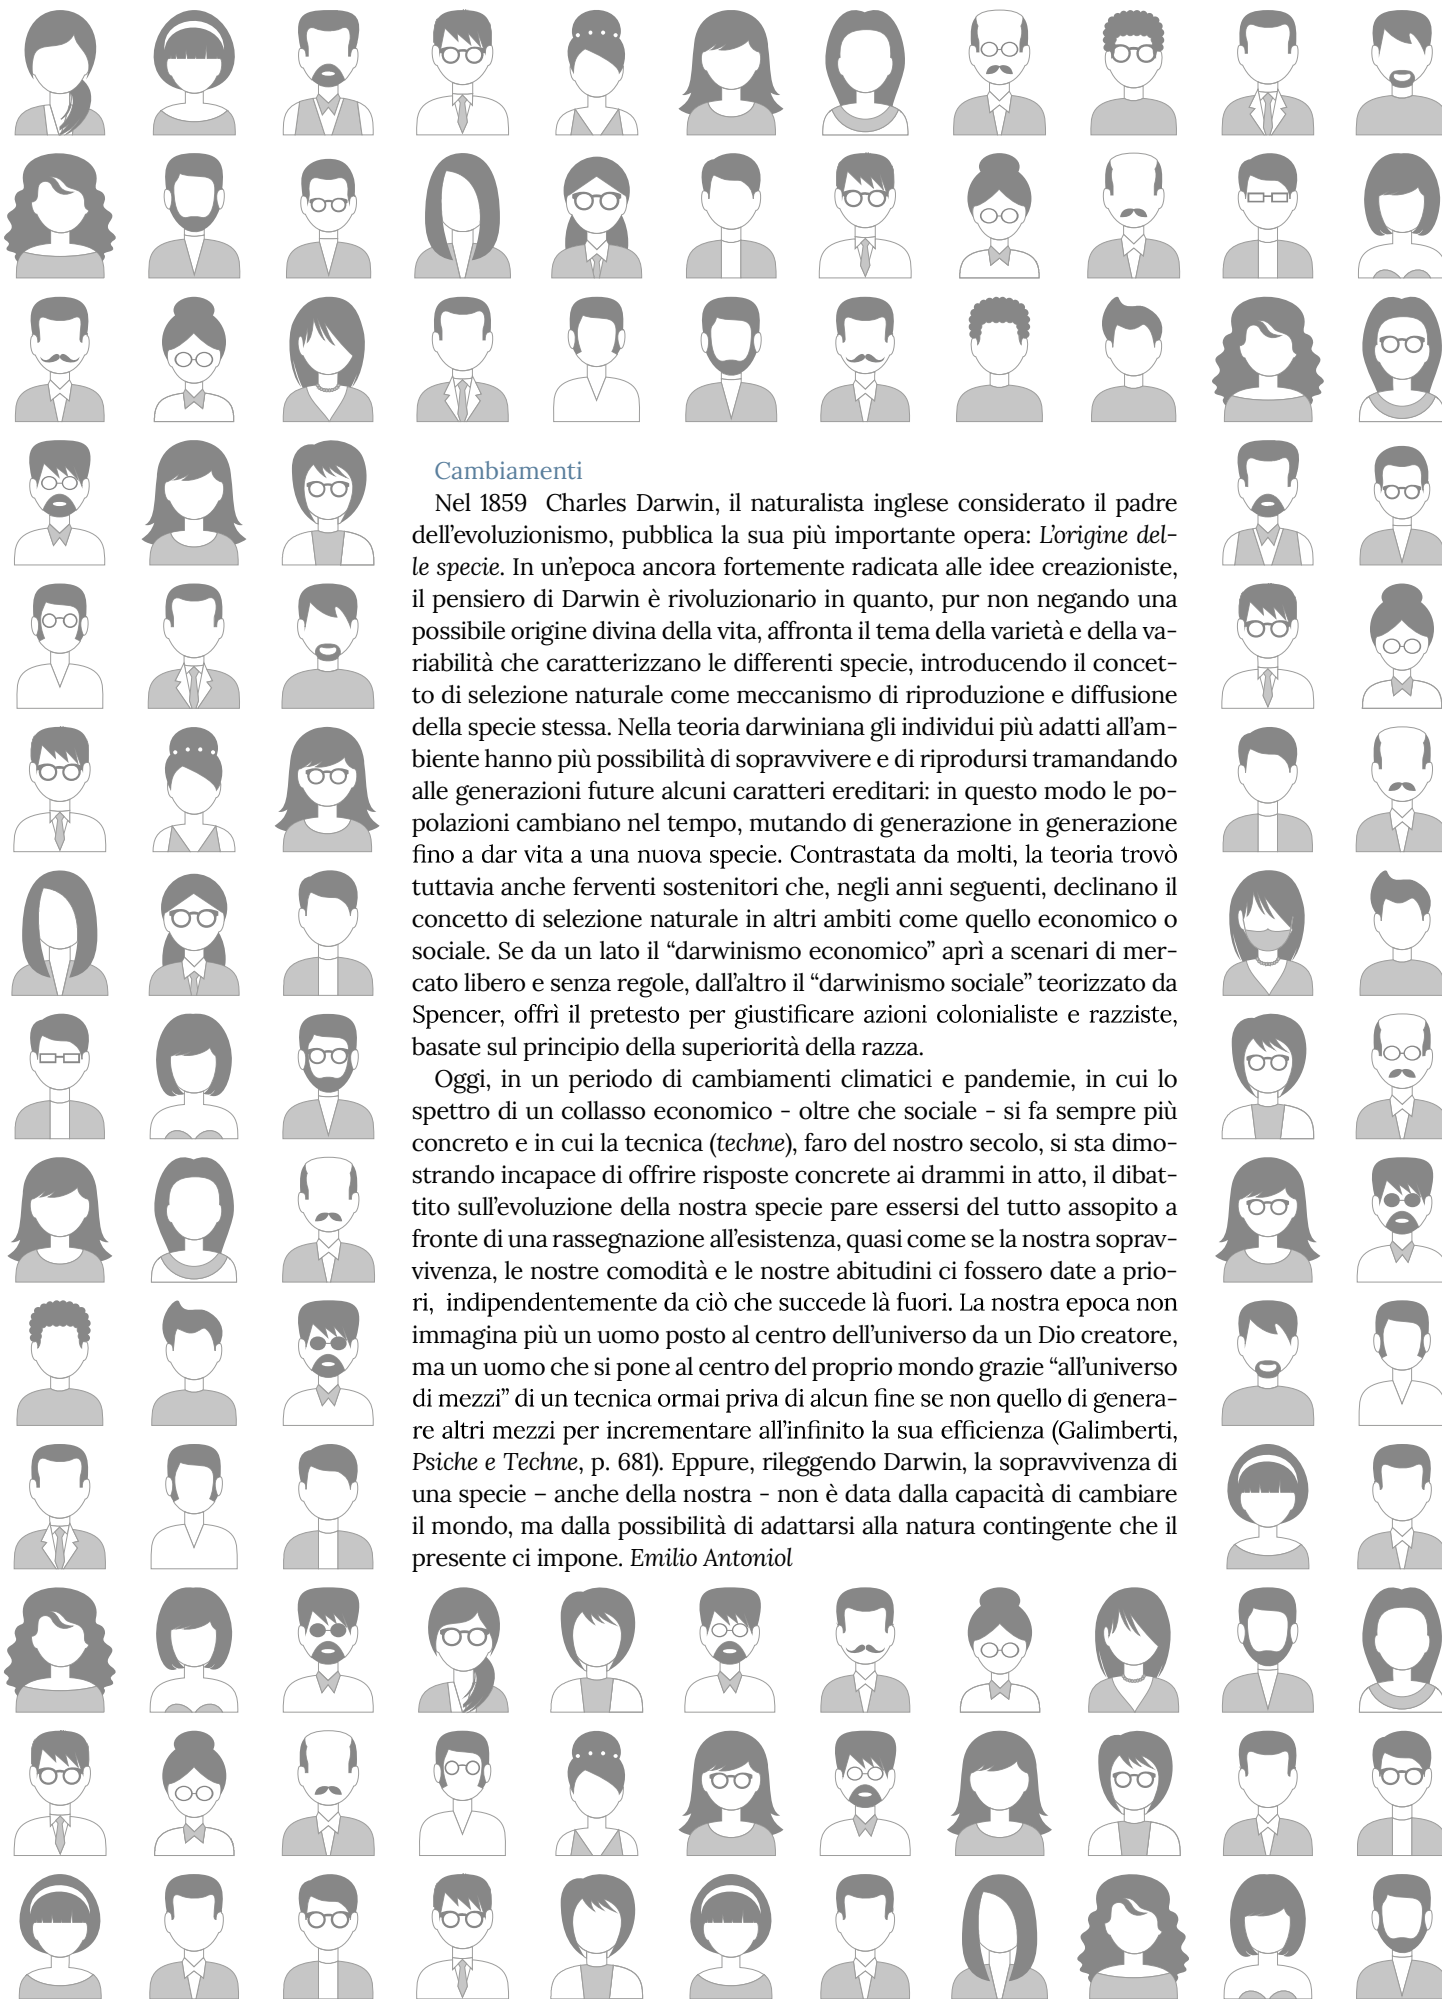 Cambiamenti
Nel 1859 Charles Darwin, il naturalista inglese considerato il padre
dell’evoluzionismo, pubblica la sua più importante opera: L’origine del-
le specie. In un’epoca ancora fortemente radicata alle idee creazioniste,
il pensiero di Darwin è rivoluzionario in quanto, pur non negando una
possibile origine divina della vita, affronta il tema della varietà e della va-
riabilità che caratterizzano le differenti specie, introducendo il concet-
to di selezione naturale come meccanismo di riproduzione e diffusione
della specie stessa. Nella teoria darwiniana gli individui più adatti all’am-
biente hanno più possibilità di sopravvivere e di riprodursi tramandando
alle generazioni future alcuni caratteri ereditari: in questo modo le po-
polazioni cambiano nel tempo, mutando di generazione in generazione
fino a dar vita a una nuova specie. Contrastata da molti, la teoria trovò
tuttavia anche ferventi sostenitori che, negli anni seguenti, declinano il
concetto di selezione naturale in altri ambiti come quello economico o
sociale. Se da un lato il “darwinismo economico” aprì a scenari di mer-
cato libero e senza regole, dall’altro il “darwinismo sociale” teorizzato da
Spencer, offrì il pretesto per giustificare azioni colonialiste e razziste,
basate sul principio della superiorità della razza.
Oggi, in un periodo di cambiamenti climatici e pandemie, in cui lo
spettro di un collasso economico - oltre che sociale - si fa sempre più
concreto e in cui la tecnica (techne), faro del nostro secolo, si sta dimo-
strando incapace di offrire risposte concrete ai drammi in atto, il dibat-
tito sull’evoluzione della nostra specie pare essersi del tutto assopito a
fronte di una rassegnazione all’esistenza, quasi come se la nostra soprav-
vivenza, le nostre comodità e le nostre abitudini ci fossero date a prio-
ri, indipendentemente da ciò che succede là fuori. La nostra epoca non
immagina più un uomo posto al centro dell’universo da un Dio creatore,
ma un uomo che si pone al centro del proprio mondo grazie “all’universo
di mezzi” di un tecnica ormai priva di alcun fine se non quello di genera-
re altri mezzi per incrementare all’infinito la sua efficienza (Galimberti,
Psiche e Techne, p. 681). Eppure, rileggendo Darwin, la sopravvivenza di
una specie – anche della nostra - non è data dalla capacità di cambiare
il mondo, ma dalla possibilità di adattarsi alla natura contingente che il
presente ci impone. Emilio Antoniol